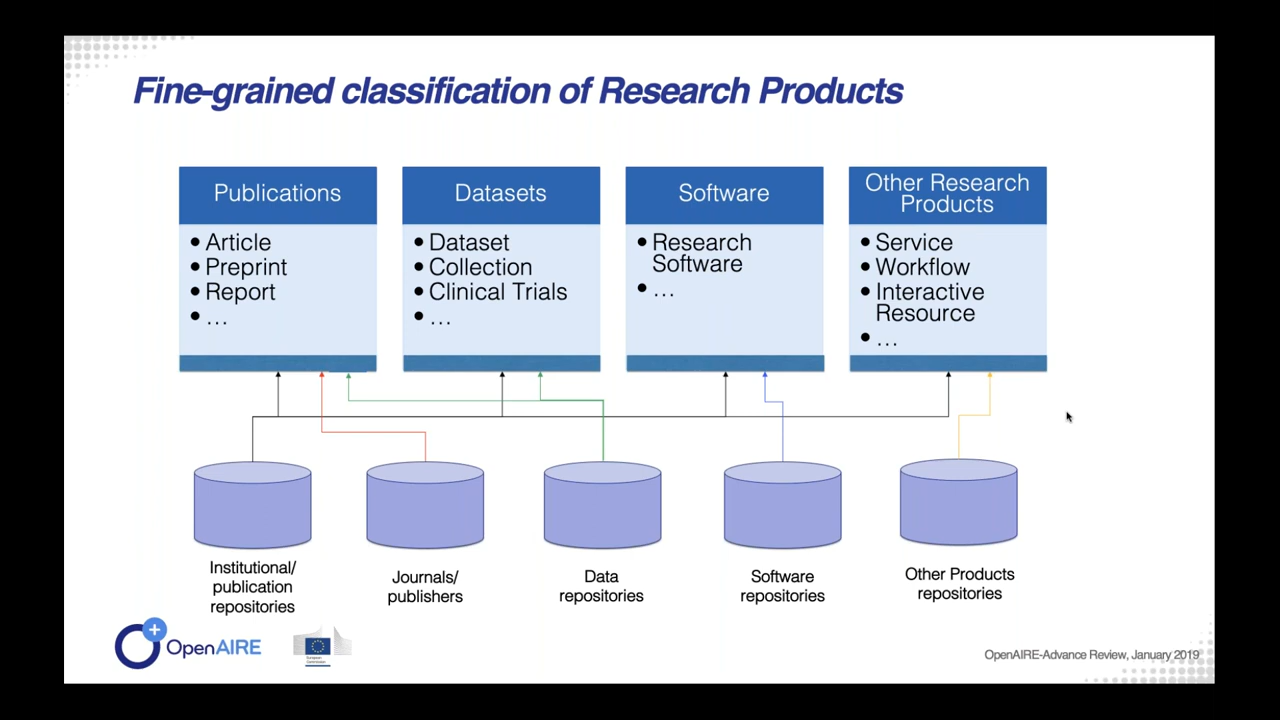 Fine-grained classification of Research Products
Publications
• Article
• Preprint
• Report
• ...
Datasets
• Dataset
• Collection
• Clinical Trials
• ...
Software
• Research
Software
• ...
Other Research
Products
• Service
• Workflow
• Interactive
Resource
• ...
Institutional/
publication
repositories
Journals/
publishers
Data
repositories
Software
repositories
Other Products
repositories
OpenAIRE
European
Commission
OpenAIRE-Advance Review, January 2019